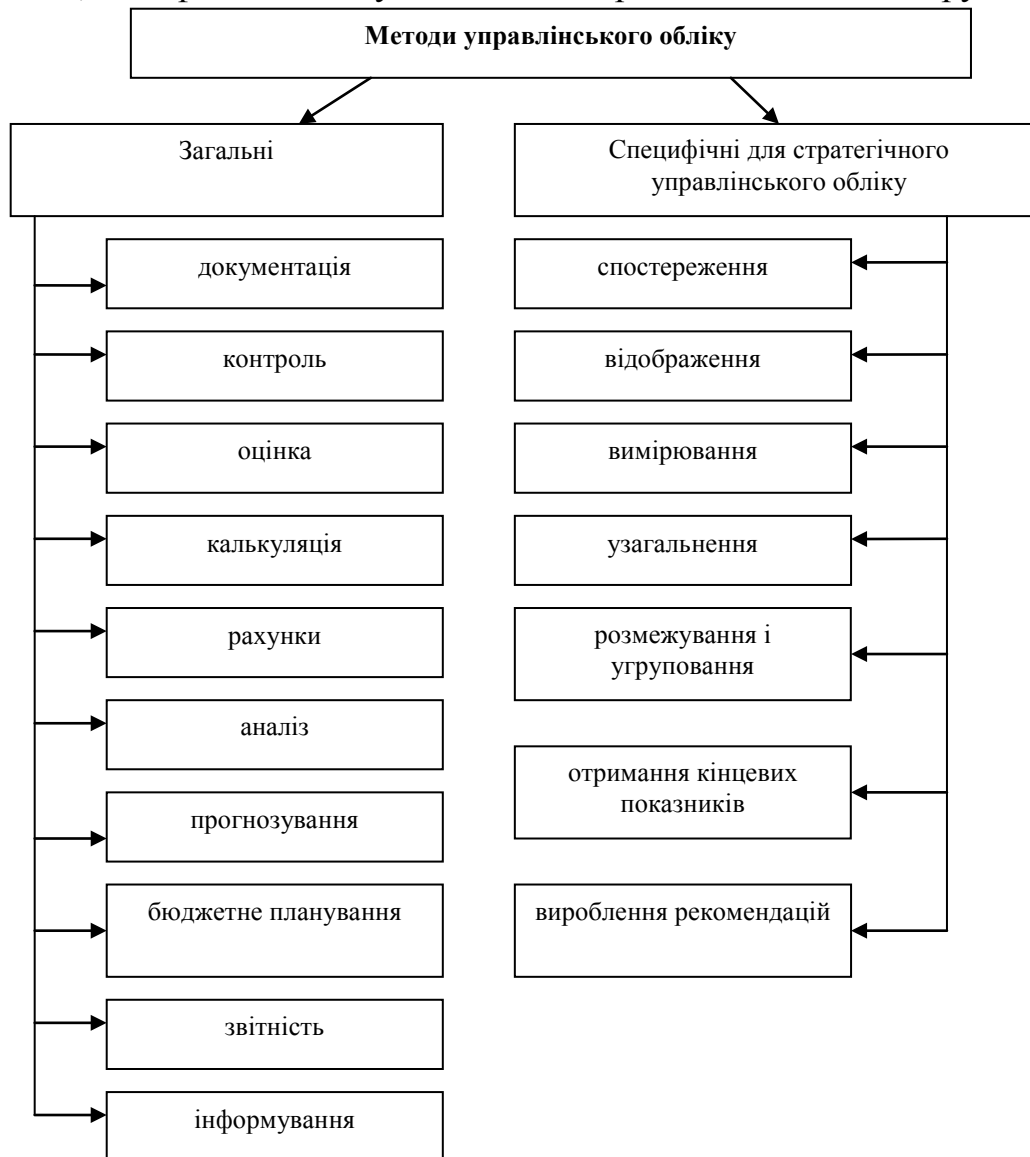 Методи управлінського обліку
Загальні
Специфічні для стратегічного
управлінського обліку
документація
контроль
оцінка
калькуляція
рахунки
аналіз
прогнозування
бюджетне планування
звітність
інформування
спостереження
відображення
вимірювання
узагальнення
розмежування і
угруповання
отримання кінцевих
показників
вироблення рекомендацій